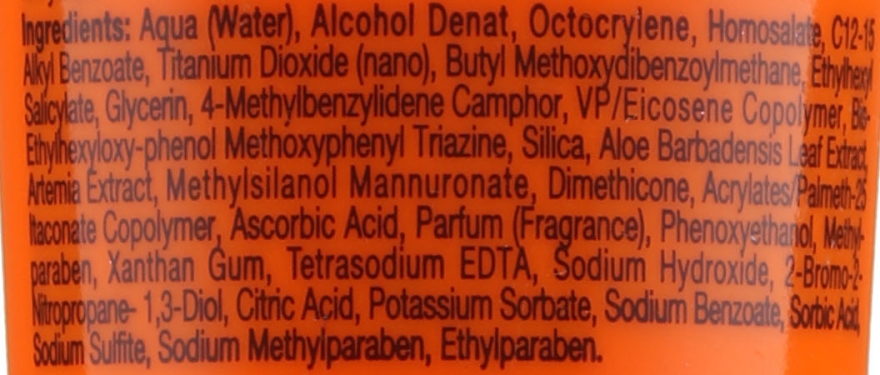 Ingredients: Aqua (Water), Alcohol Denat, Octocrylene, Homosalate, C12-15
Alkyl Benzoate, Titanium Dioxide (nano), Butyl Methoxydibenzoylmethane, Ethylhexyl
Salicylate, Glycerin, 4-Methylbenzylidene Camphor, VP/Eicosene Copolymer, Bis-
Ethylhexyloxy-phenol Methoxyphenyl Triazine, Silica, Aloe Barbadensis Leaf Extract,
Artemia Extract, Methylsilanol Mannuronate, Dimethicone, Acrylates/Palmeth-25
Itaconate Copolymer, Ascorbic Acid, Parfum (Fragrance), Phenoxyethanol, Methyl-
paraben, Xanthan Gum, Tetrasodium EDTA, Sodium Hydroxide, 2-Bromo-2-
Nitropropane- 1,3-Diol, Citric Acid, Potassium Sorbate, Sodium Benzoate, Sorbic Acid,
Sodium Sulfite, Sodium Methylparaben, Ethylparaben.